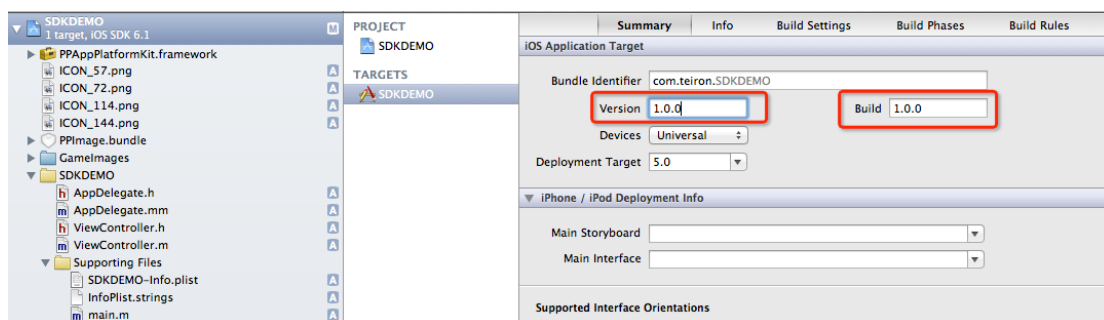 SDKDEMO
1 target, iOS SDK 6.1
M
PPAppPlatformKit.framework
ICON_57.png
A
ICON_72.png
A
ICON_114.png
A
ICON_144.png
A
PPImage.bundle
GameImages
SDKDEMO
h AppDelegate.h
A
m AppDelegate.mm
A
h ViewController.h
A
m ViewController.m
A
Supporting Files
SDKDEMO-Info.plist
A
InfoPlist.strings
A
m main.m
A
PROJECT
SDKDEMO
TARGETS
SDKDEMO
Summary Info Build Settings Build Phases Build Rules
iOS Application Target
Bundle Identifier com.teiron.SDKDEMO
Version 1.0.0 Build 1.0.0
Devices Universal
Deployment Target 5.0
iPhone / iPod Deployment Info
Main Storyboard
Main Interface
Supported Interface Orientations